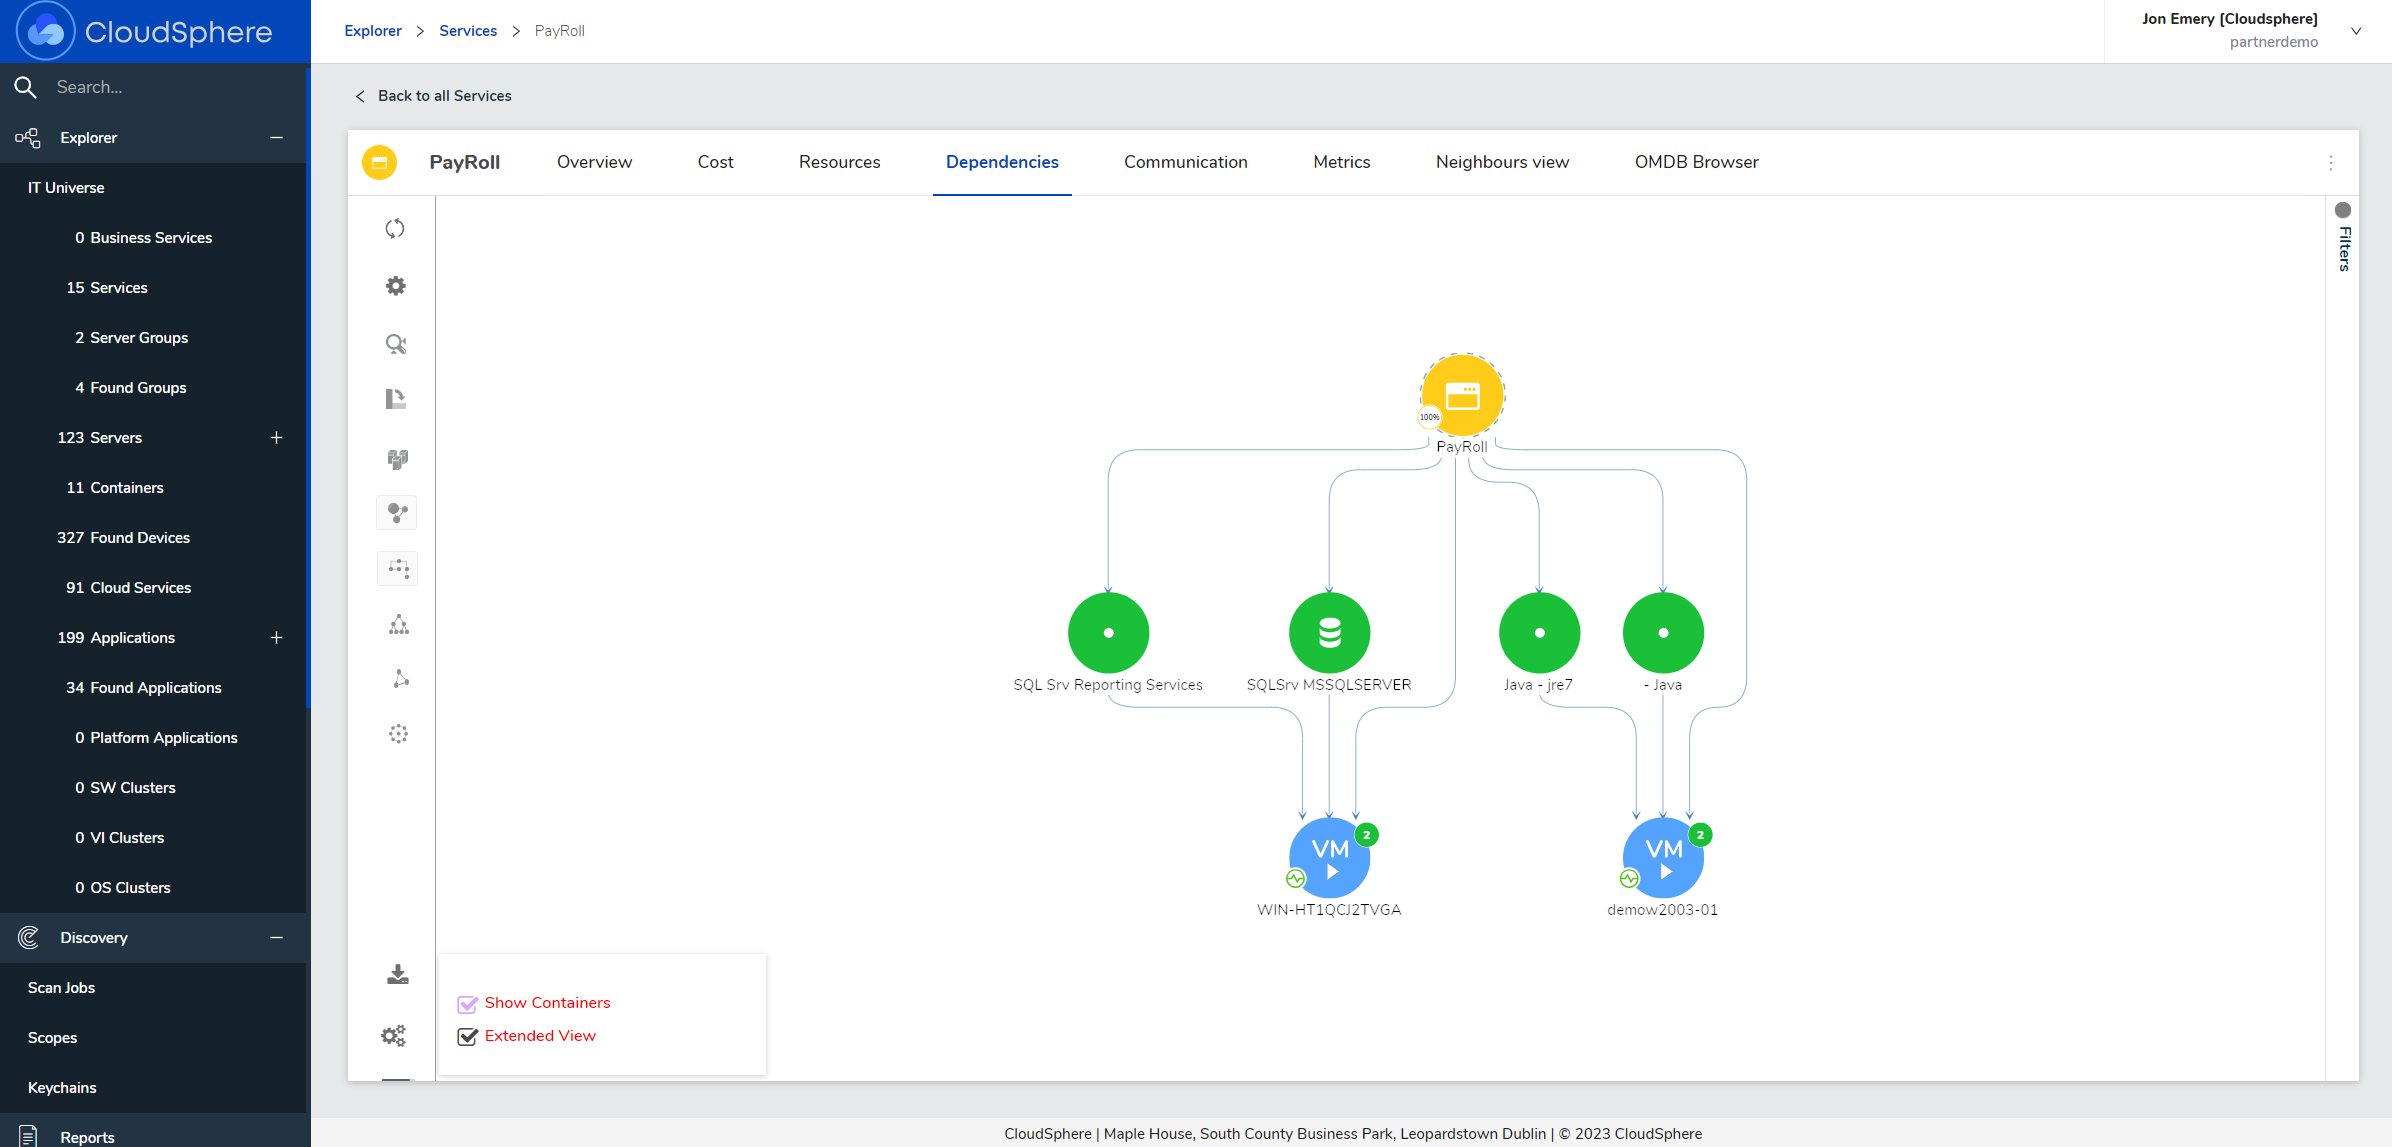 CloudSphere
Explorer > Services > PayRoll
Jon Emery [Cloudsphere]
partnerdemo
Search...
Explorer
IT Universe
0 Business Services
15 Services
2 Server Groups
4 Found Groups
123 Servers
11 Containers
327 Found Devices
91 Cloud Services
199 Applications
34 Found Applications
0 Platform Applications
0 SW Clusters
0 VI Clusters
0 OS Clusters
Discovery
Scan Jobs
Scopes
Keychains
Reports
Back to all Services
PayRoll Overview Cost Resources Dependencies Communication Metrics Neighbours view OMDB Browser
Filters
100%
PayRoll
SQL Srv Reporting Services
SQLSrv MSSQLSERVER
Java - jre7
- Java
VM 2
WIN-HT1QCJ2TVGA
VM 2
demow2003-01
Show Containers
Extended View
CloudSphere | Maple House, South County Business Park, Leopardstown Dublin | © 2023 CloudSphere